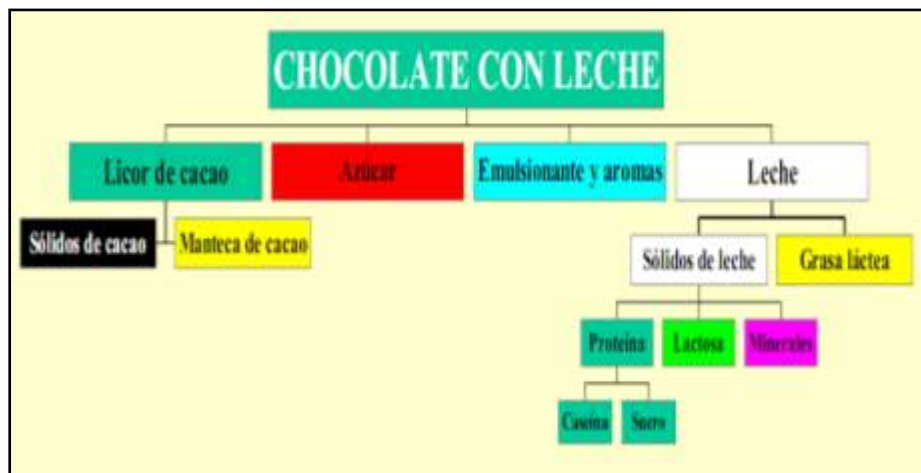 CHOCOLATE CON LECHE
Licor de cacao
Azúcar
Emulsionante y aromas
Leche
Sólidos de cacao
Manteca de cacao
Sólidos de leche
Grasa láctea
Proteína
Lactosa
Minerales
Caseína
Suero